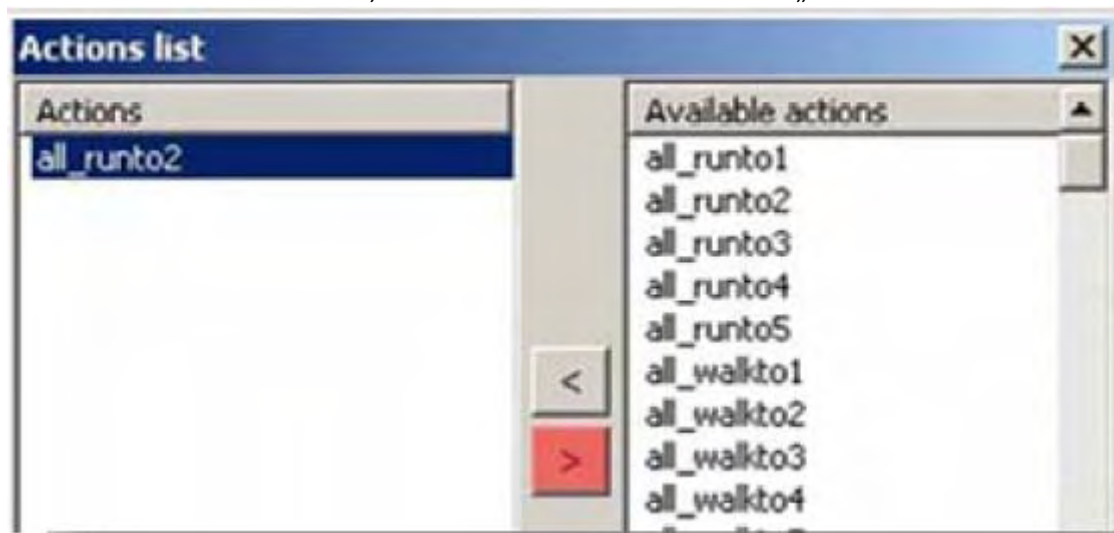 Actions list
Actions
all_runto2
<
>
Available actions
all_runto1
all_runto2
all_runto3
all_runto4
all_runto5
all_walkto1
all_walkto2
all_walkto3
all_walkto4